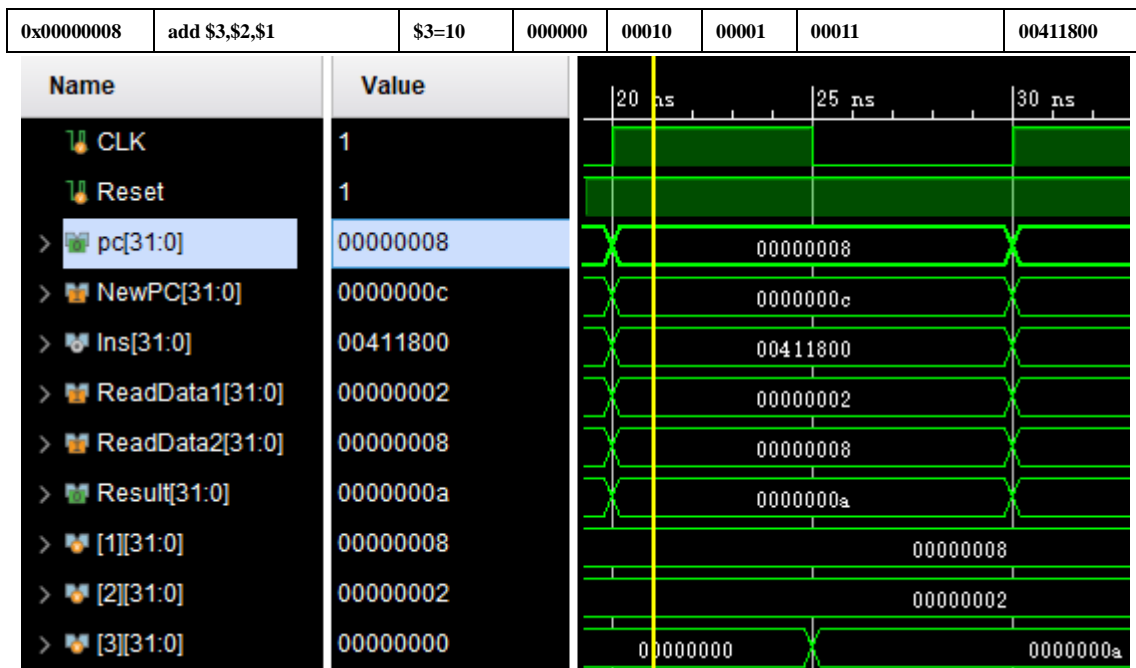 0x00000008 add $3,$2,$1 $3=10 000000 00010 00001 00011 00411800
Name Value 20 ns 25 ns 30 ns
CLK 1
Reset 1
pc[31:0] 00000008 00000008
NewPC[31:0] 0000000c 0000000c
Ins[31:0] 00411800 00411800
ReadData1[31:0] 00000002 00000002
ReadData2[31:0] 00000008 00000008
Result[31:0] 0000000a 0000000a
[1][31:0] 00000008 00000008
[2][31:0] 00000002 00000002
[3][31:0] 00000000 00000000 0000000a